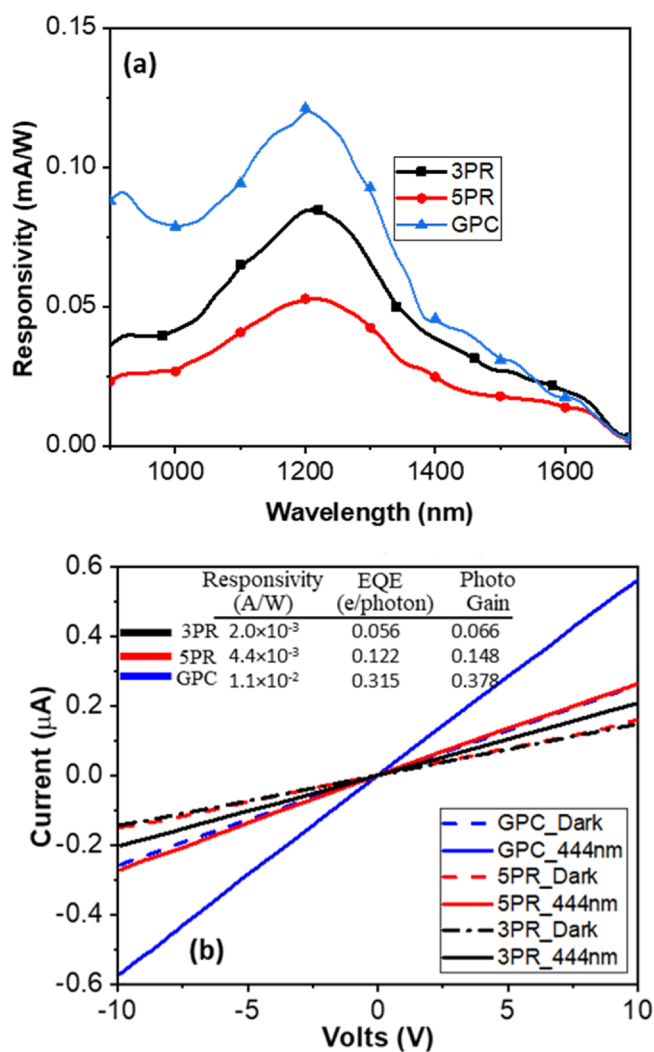 0.15
(a)
0.10
3PR
5PR
GPC
0.05
0.00
Responsivity (mA/W)
1000 1200 1400 1600
Wavelength (nm)
0.6
Responsivity EQE Photo
(A/W) (e/photon) Gain
3PR 2.0×10⁻³ 0.056 0.066
5PR 4.4×10⁻³ 0.122 0.148
GPC 1.1×10⁻² 0.315 0.378
0.4
0.2
0.0
-0.2
-0.4
-0.6
Current (μA)
GPC_Dark
GPC_444nm
5PR_Dark
5PR_444nm
3PR_Dark
3PR_444nm
(b)
-10 -5 0 5 10
Volts (V)